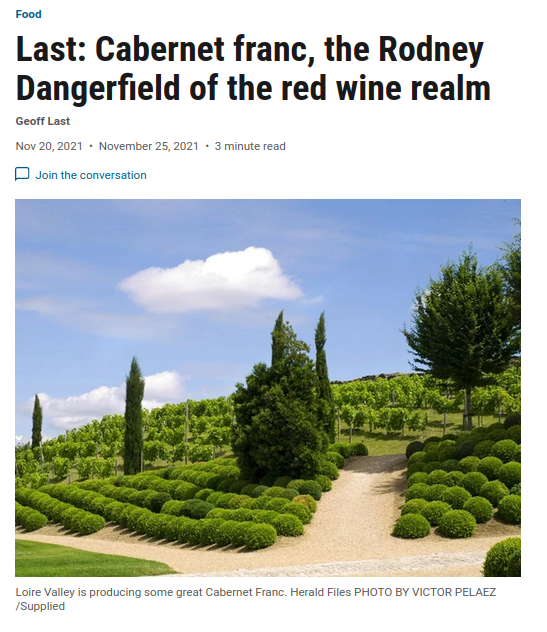 Food
Last: Cabernet franc, the Rodney
Dangerfield of the red wine realm
Geoff Last
Nov 20, 2021 • November 25, 2021 • 3 minute read
Join the conversation
Loire Valley is producing some great Cabernet Franc. Herald Files PHOTO BY VICTOR PELAEZ
/Supplied